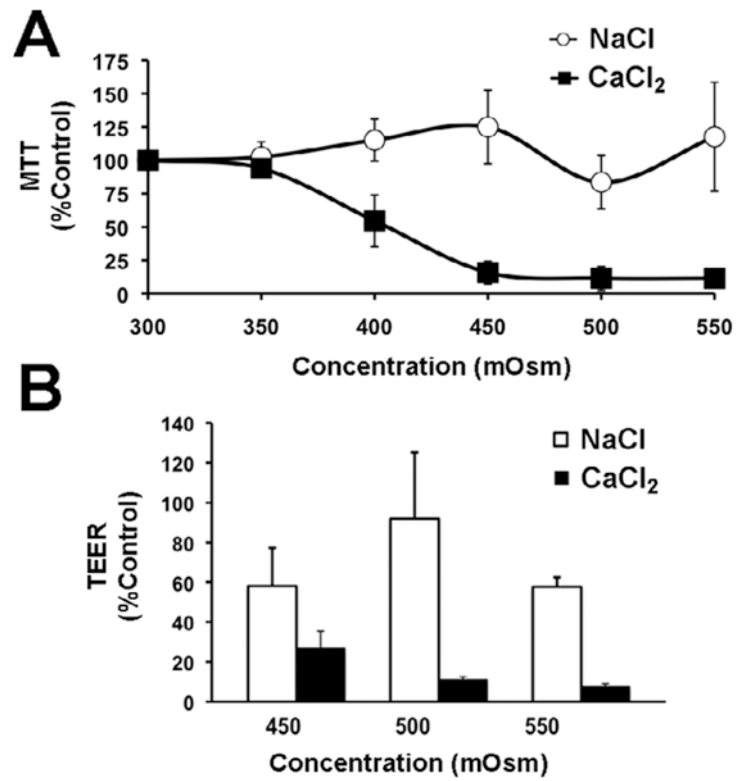 A
NaCl
CaCl₂
175
150
125
100
75
50
25
0
MTT
(%Control)
300 350 400 450 500 550
Concentration (mOsm)
B
NaCl
CaCl₂
140
120
100
80
60
40
20
0
TEER
(%Control)
450 500 550
Concentration (mOsm)